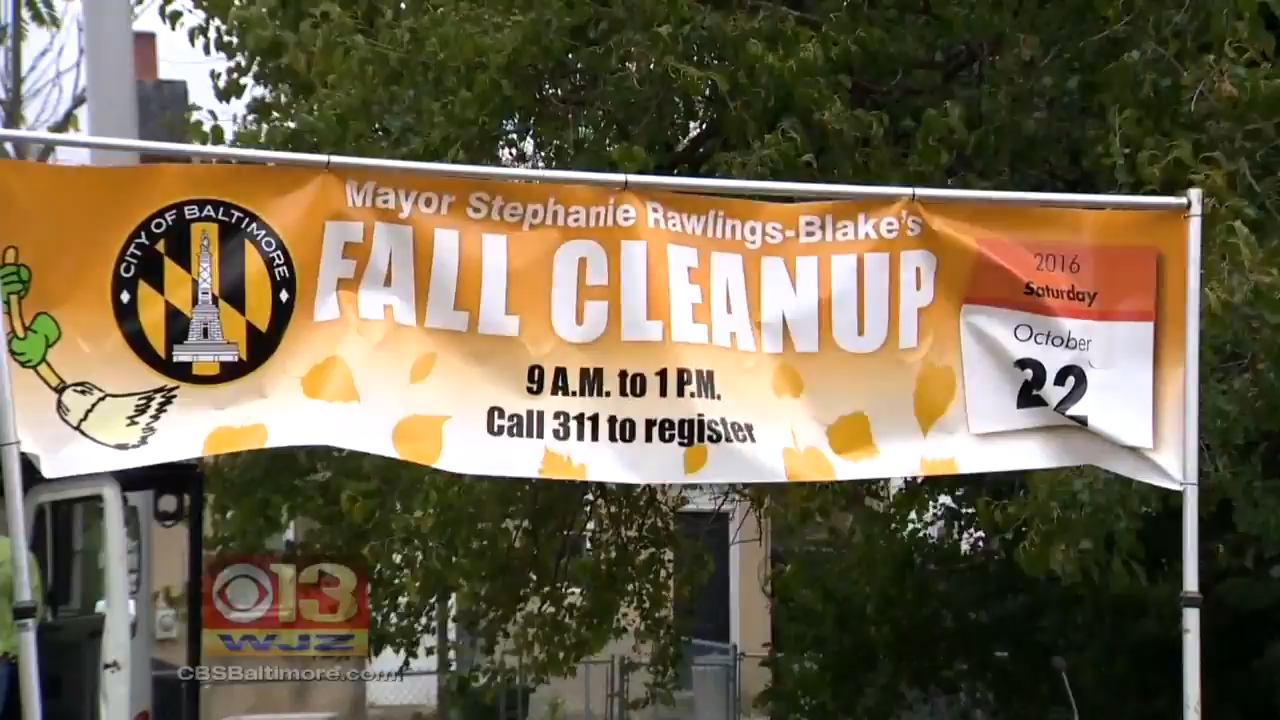 Mayor Stephanie Rawlings-Blake's
FALL CLEANUP
9 A.M. to 1 P.M.
Call 311 to register
CITY OF BALTIMORE
2016
Saturday
October
22
13
WJZ
CBSBaltimore.com